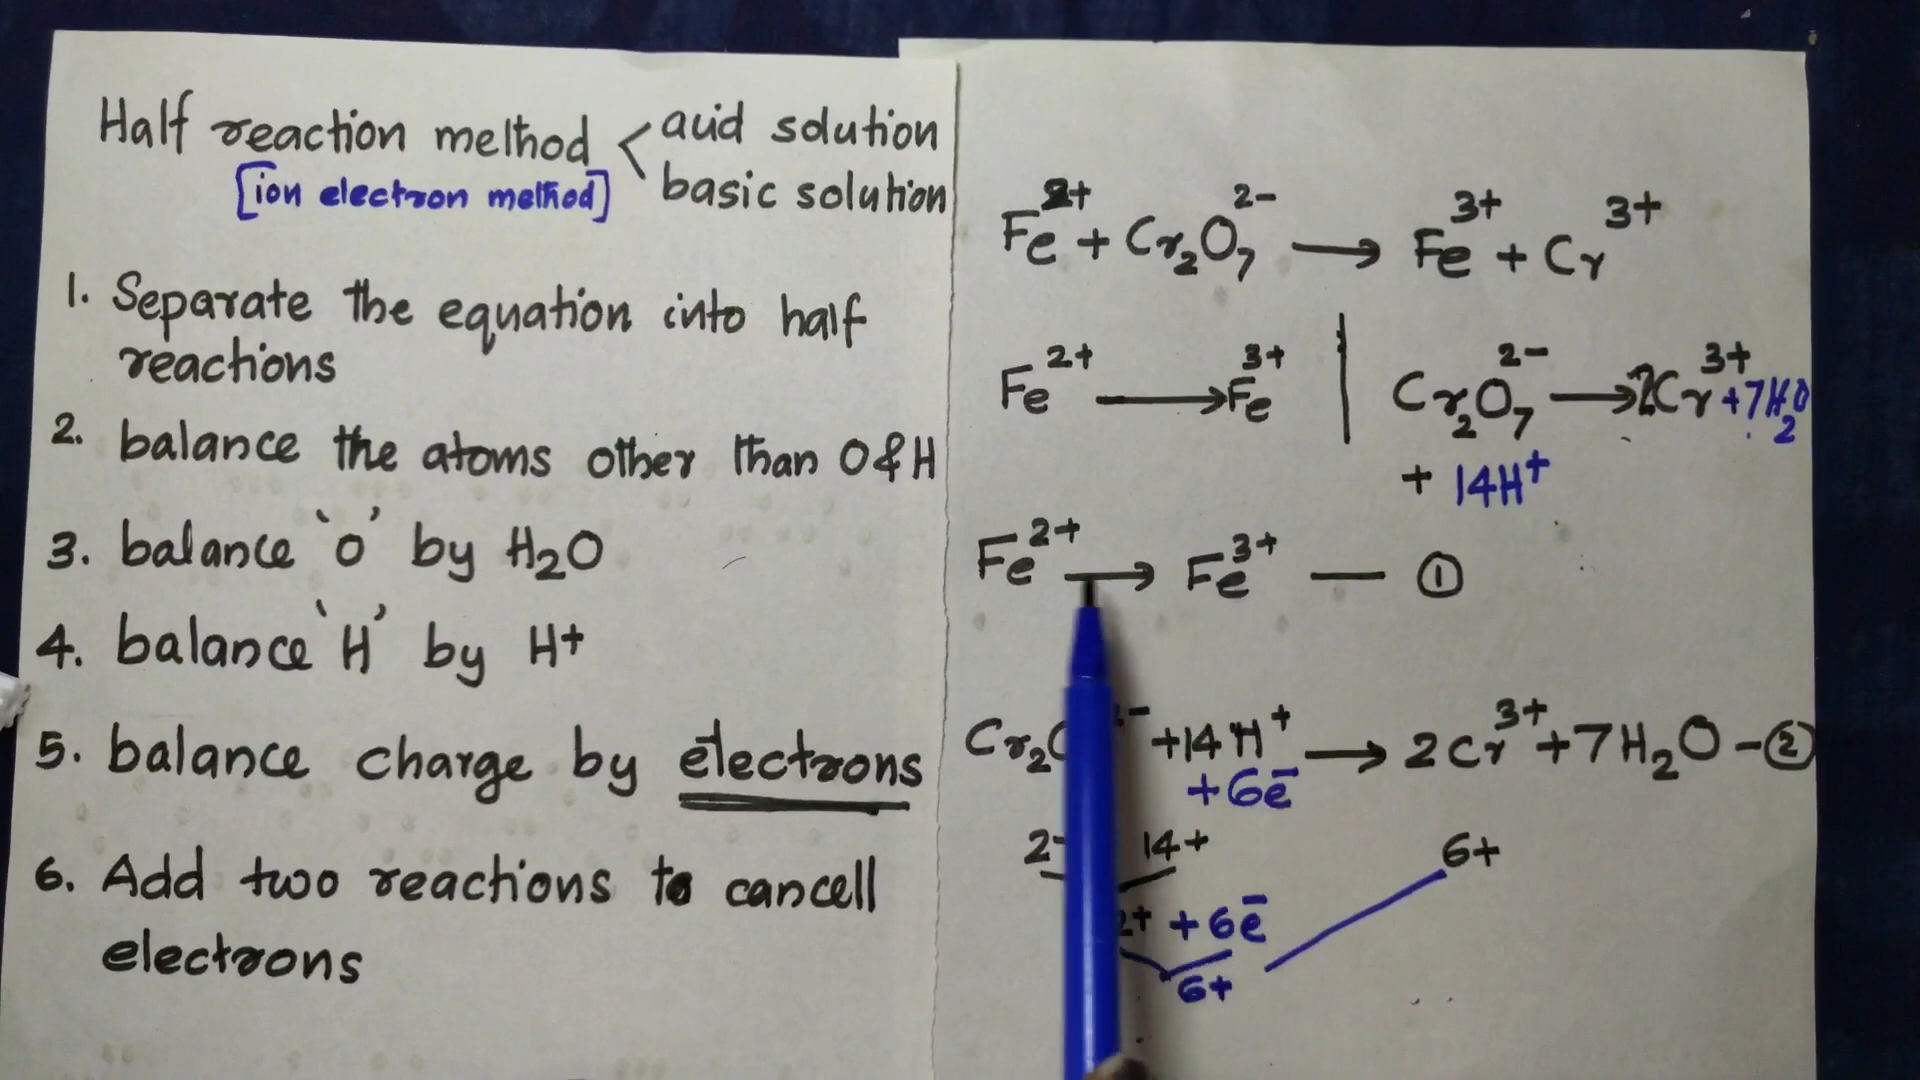 Half reaction method < acid solution
[ion electron method] basic solution
1. Separate the equation into half
reactions
2. balance the atoms other than O & H
3. balance 'O' by H2O
4. balance 'H' by H+
5. balance charge by electrons
6. Add two reactions to cancell
electrons
Fe²⁺ + Cr₂O₇²⁻ → Fe³⁺ + Cr³⁺
Fe²⁺ → Fe³⁺ | Cr₂O₇²⁻ → 2Cr³⁺ + 7H₂O
+ 14H⁺
Fe²⁺ → Fe³⁺ — ①
Cr₂ +14H⁺ → 2Cr³⁺ + 7H₂O - ②
+6e⁻
2- 14+ 6+
2+ +6e⁻
6+